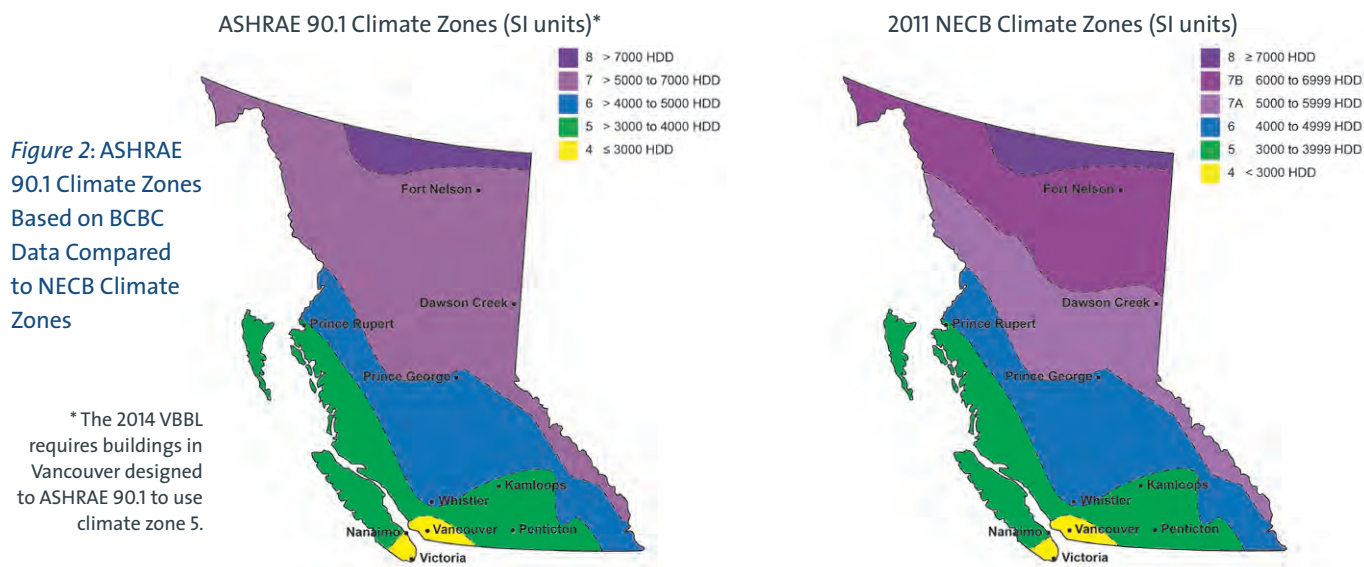 ASHRAE 90.1 Climate Zones (SI units)*
8 > 7000 HDD
7 > 5000 to 7000 HDD
6 > 4000 to 5000 HDD
5 > 3000 to 4000 HDD
4 ≤ 3000 HDD
Fort Nelson
Dawson Creek
Prince Rupert
Prince George
Kamloops
Whistler
Nanaimo
Vancouver
Penticton
Victoria
2011 NECB Climate Zones (SI units)
8 ≥ 7000 HDD
7B 6000 to 6999 HDD
7A 5000 to 5999 HDD
6 4000 to 4999 HDD
5 3000 to 3999 HDD
4 < 3000 HDD
Fort Nelson
Dawson Creek
Prince Rupert
Prince George
Kamloops
Whistler
Nanaimo
Vancouver
Penticton
Victoria
Figure 2: ASHRAE
90.1 Climate Zones
Based on BCBC
Data Compared
to NECB Climate
Zones
* The 2014 VBBL
requires buildings in
Vancouver designed
to ASHRAE 90.1 to use
climate zone 5.